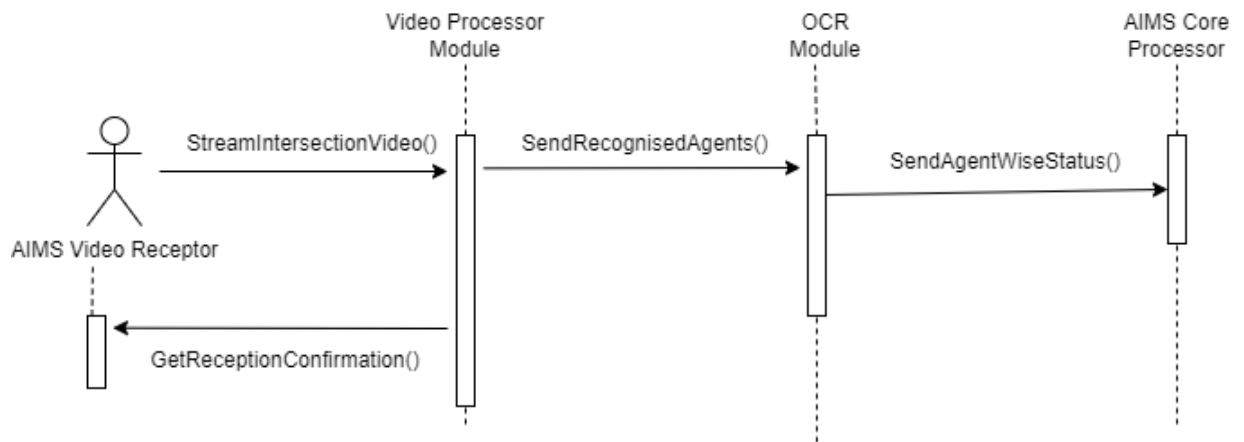 Video Processor
Module
OCR
Module
AIMS Core
Processor
StreamIntersectionVideo()
SendRecognisedAgents()
SendAgentWiseStatus()
AIMS Video Receptor
GetReceptionConfirmation()